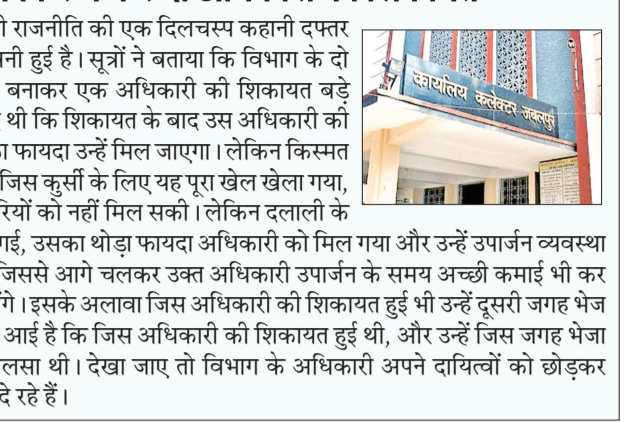 राजनीति की एक दिलचस्प कहानी दफ्तर
हुई है। सूत्रों ने बताया कि विभाग के दो
बनाकर एक अधिकारी की शिकायत बड़े
थी कि शिकायत के बाद उस अधिकारी की
फायदा उन्हें मिल जाएगा। लेकिन किस्मत
जिस कुर्सी के लिए यह पूरा खेल खेला गया,
को नहीं मिल सकी। लेकिन दलाली के
गई, उसका थोड़ा फायदा अधिकारी को मिल गया और उन्हें उपार्जन व्यवस्था
जिससे आगे चलकर उक्त अधिकारी उपार्जन के समय अच्छी कमाई भी कर
। इसके अलावा जिस अधिकारी की शिकायत हुई भी उन्हें दूसरी जगह भेज
आई है कि जिस अधिकारी की शिकायत हुई थी, और उन्हें जिस जगह भेजा
थी। देखा जाए तो विभाग के अधिकारी अपने दायित्वों को छोड़कर
दे रहे हैं।
कार्यालय कलेक्टर जबलपुर